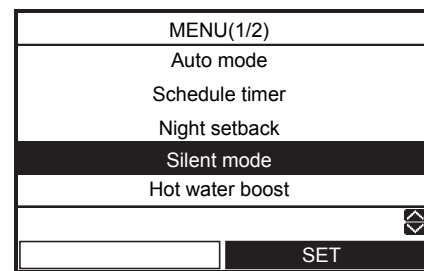 MENU(1/2)
Auto mode
Schedule timer
Night setback
Silent mode
Hot water boost
SET